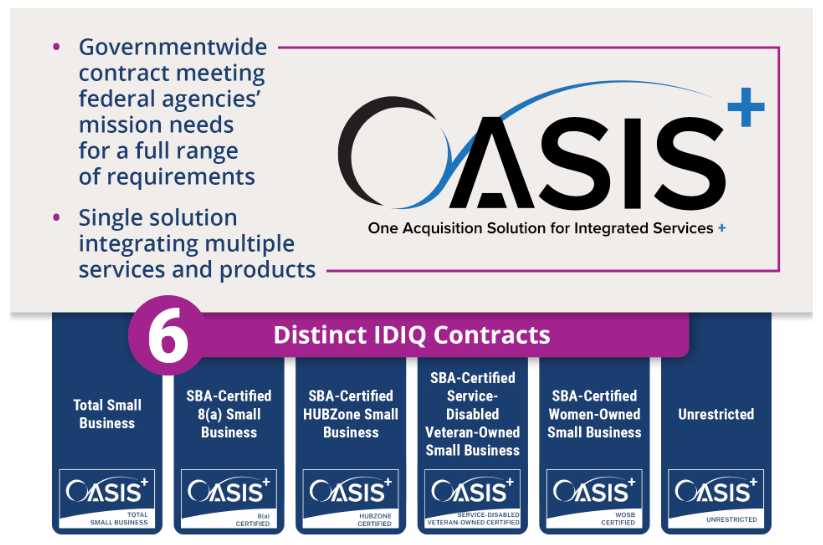 • Governmentwide
contract meeting
federal agencies’
mission needs
for a full range
of requirements
• Single solution
integrating multiple
services and products
OASIS+
One Acquisition Solution for Integrated Services +
6
Distinct IDIQ Contracts
Total Small
Business
OASIS+
TOTAL
SMALL BUSINESS
SBA-Certified
8(a) Small
Business
OASIS+
8(a)
CERTIFIED
SBA-Certified
HUBZone Small
Business
OASIS+
HUBZONE
CERTIFIED
SBA-Certified
Service-
Disabled
Veteran-Owned
Small Business
OASIS+
SERVICE-DISABLED
VETERAN-OWNED CERTIFIED
SBA-Certified
Women-Owned
Small Business
OASIS+
WOSB
CERTIFIED
Unrestricted
OASIS+
UNRESTRICTED